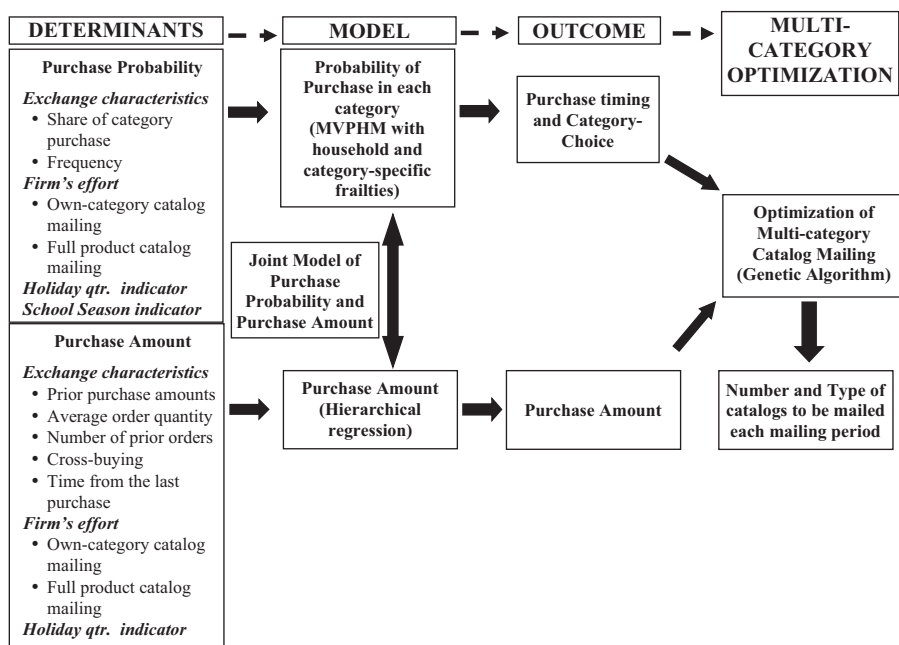 DETERMINANTS
MODEL
OUTCOME
MULTI-
CATEGORY
OPTIMIZATION
Purchase Probability
Exchange characteristics
• Share of category
purchase
• Frequency
Firm's effort
• Own-category catalog
mailing
• Full product catalog
mailing
Holiday qtr. indicator
School Season indicator
Probability of
Purchase in each
category
(MVPHM with
household and
category-specific
frailties)
Purchase timing
and Category-
Choice
Optimization of
Multi-category
Catalog Mailing
(Genetic Algorithm)
Joint Model of
Purchase
Probability and
Purchase Amount
Purchase Amount
Exchange characteristics
• Prior purchase amounts
• Average order quantity
• Number of prior orders
• Cross-buying
• Time from the last
purchase
Firm's effort
• Own-category catalog
mailing
• Full product catalog
mailing
Holiday qtr. indicator
Purchase Amount
(Hierarchical
regression)
Purchase Amount
Number and Type of
catalogs to be mailed
each mailing period